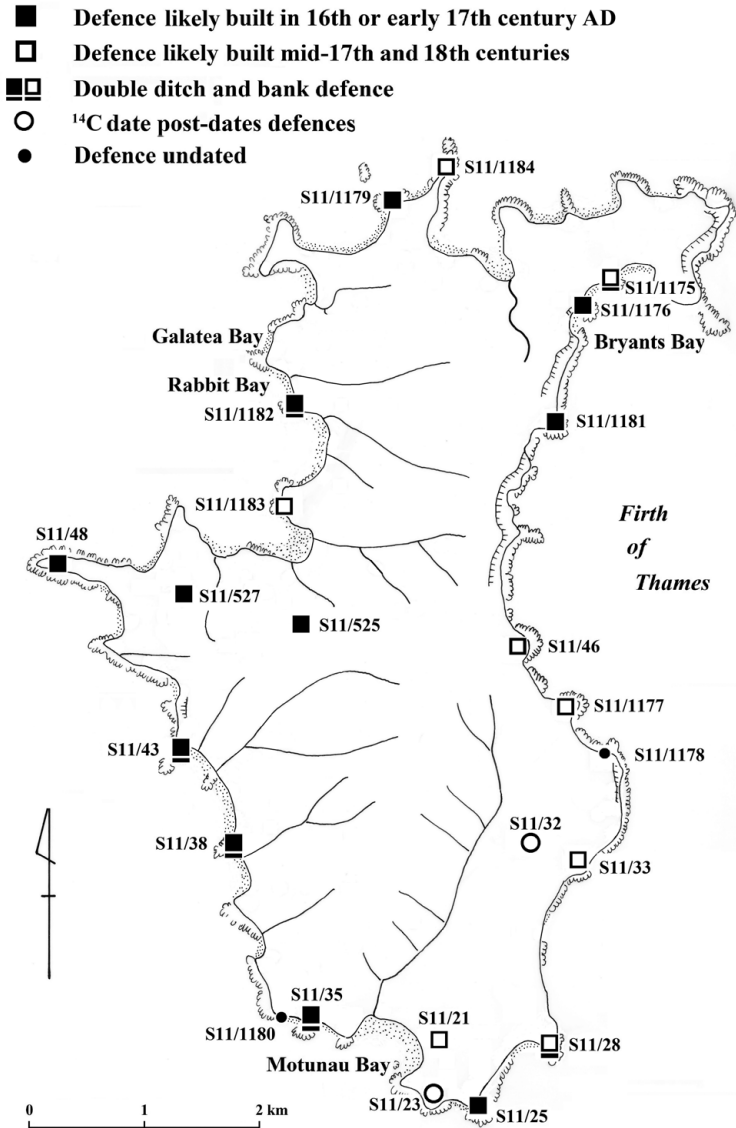 Defence likely built in 16th or early 17th century AD
Defence likely built mid-17th and 18th centuries
Double ditch and bank defence
¹⁴C date post-dates defences
Defence undated
S11/1184
S11/1179
S11/1175
S11/1176
Galatea Bay
Bryants Bay
Rabbit Bay
S11/1182
S11/1181
S11/1183
Firth
of
Thames
S11/48
S11/527
S11/525
S11/46
S11/1177
S11/43
S11/1178
S11/32
S11/38
S11/33
S11/35
S11/1180
S11/21
S11/28
Motunau Bay
S11/23
S11/25
0 1 2 km